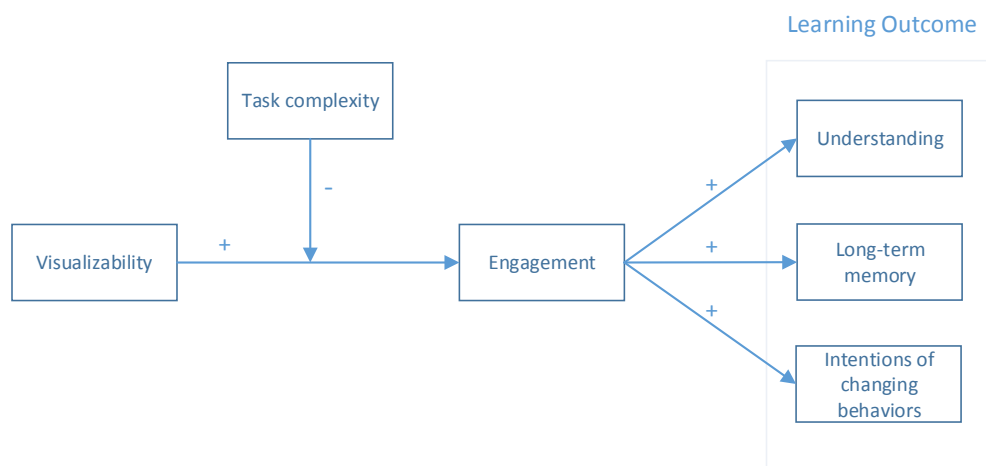 Learning Outcome
Task complexity
Understanding
-
+
+
Visualizability
Engagement
+
Long-term
memory
+
Intentions of
changing
behaviors